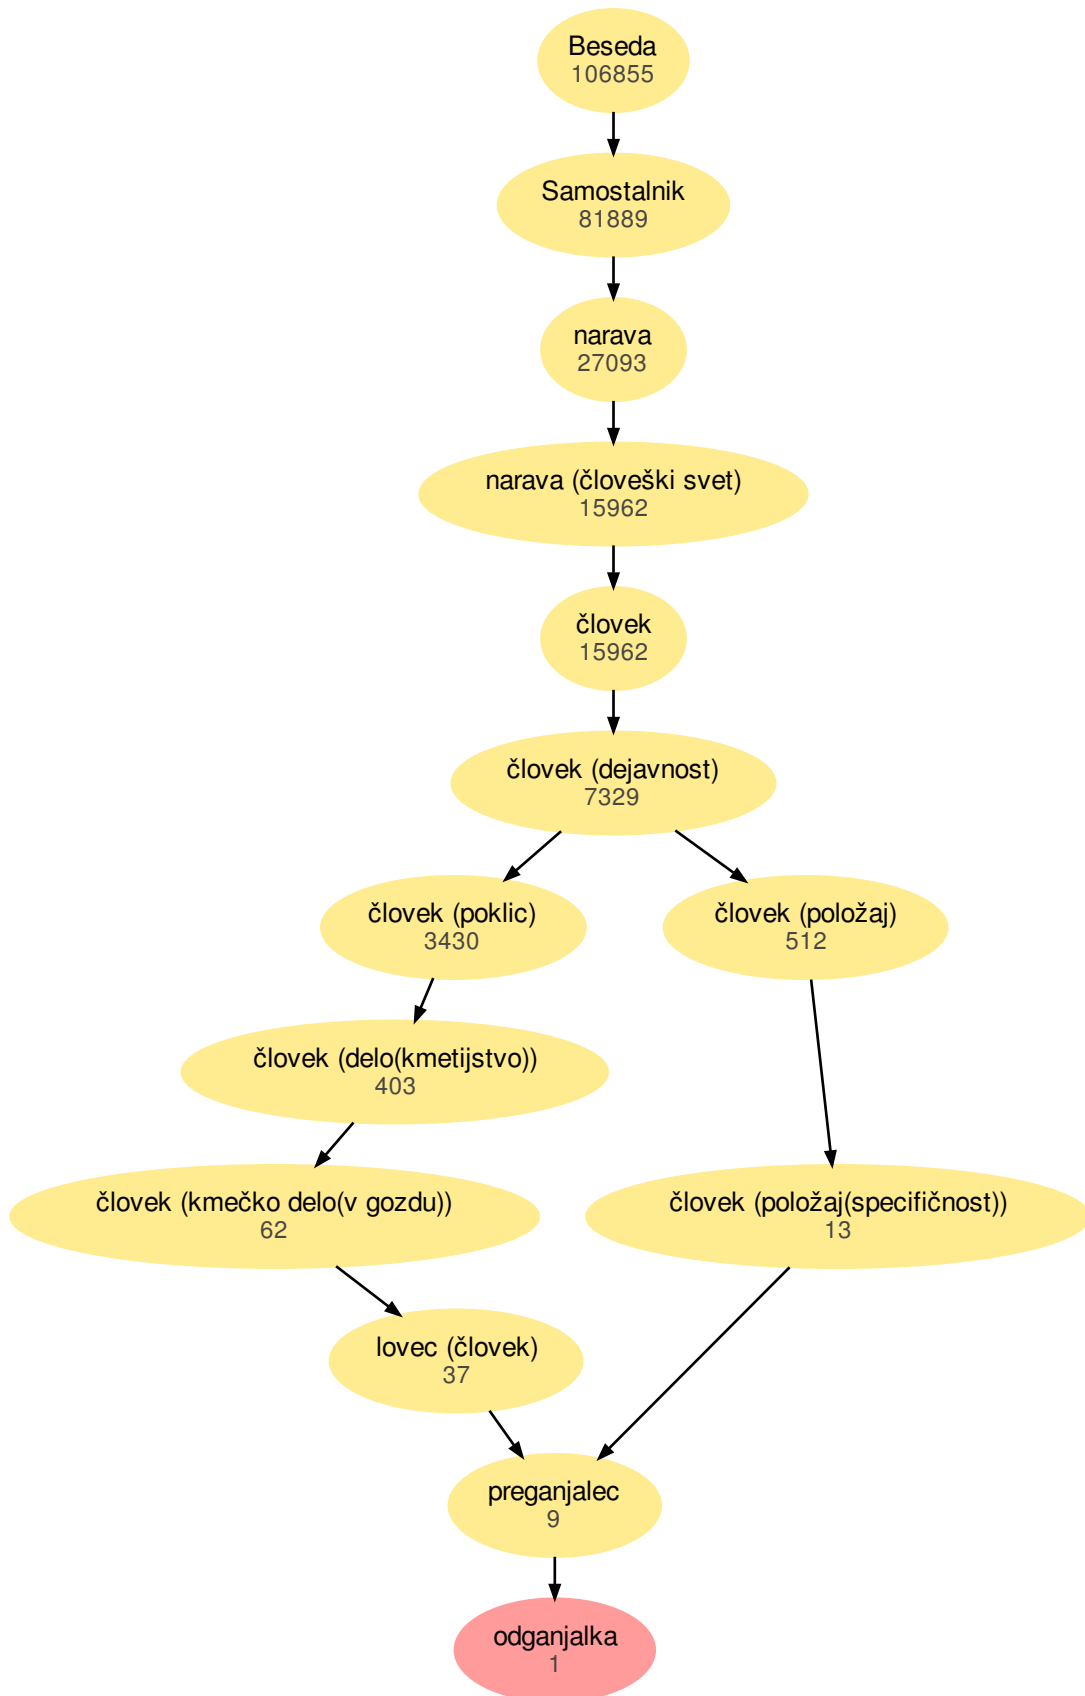 Beseda
106855
Samostalnik
81889
narava
27093
narava (človeški svet)
15962
človek
15962
človek (dejavnost)
7329
človek (poklic)
3430
človek (položaj)
512
človek (delo(kmetijstvo))
403
človek (kmečko delo(v gozdu))
62
človek (položaj(specifičnost))
13
lovec (človek)
37
preganjalec
9
odganjalka
1